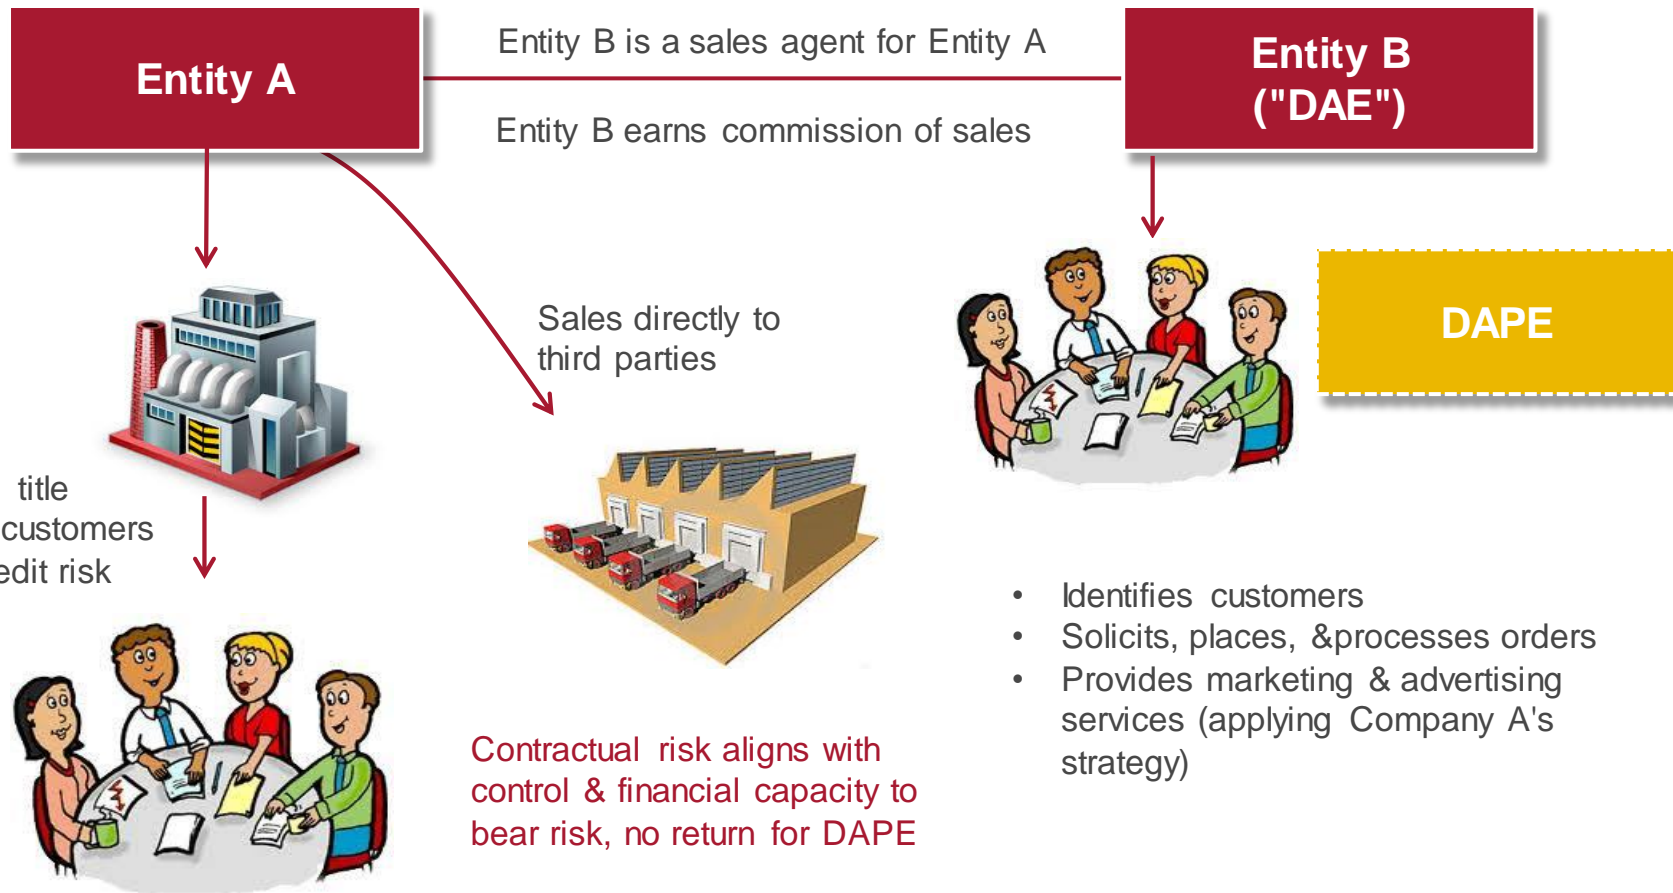 Entity A
Entity B is a sales agent for Entity A
Entity B earns commission of sales
Entity B
("DAE")
DAPE
Sales directly to
third parties
title
customers
risk
Contractual risk aligns with
control & financial capacity to
bear risk, no return for DAPE
• Identifies customers
• Solicits, places, &processes orders
• Provides marketing & advertising
services (applying Company A's
strategy)